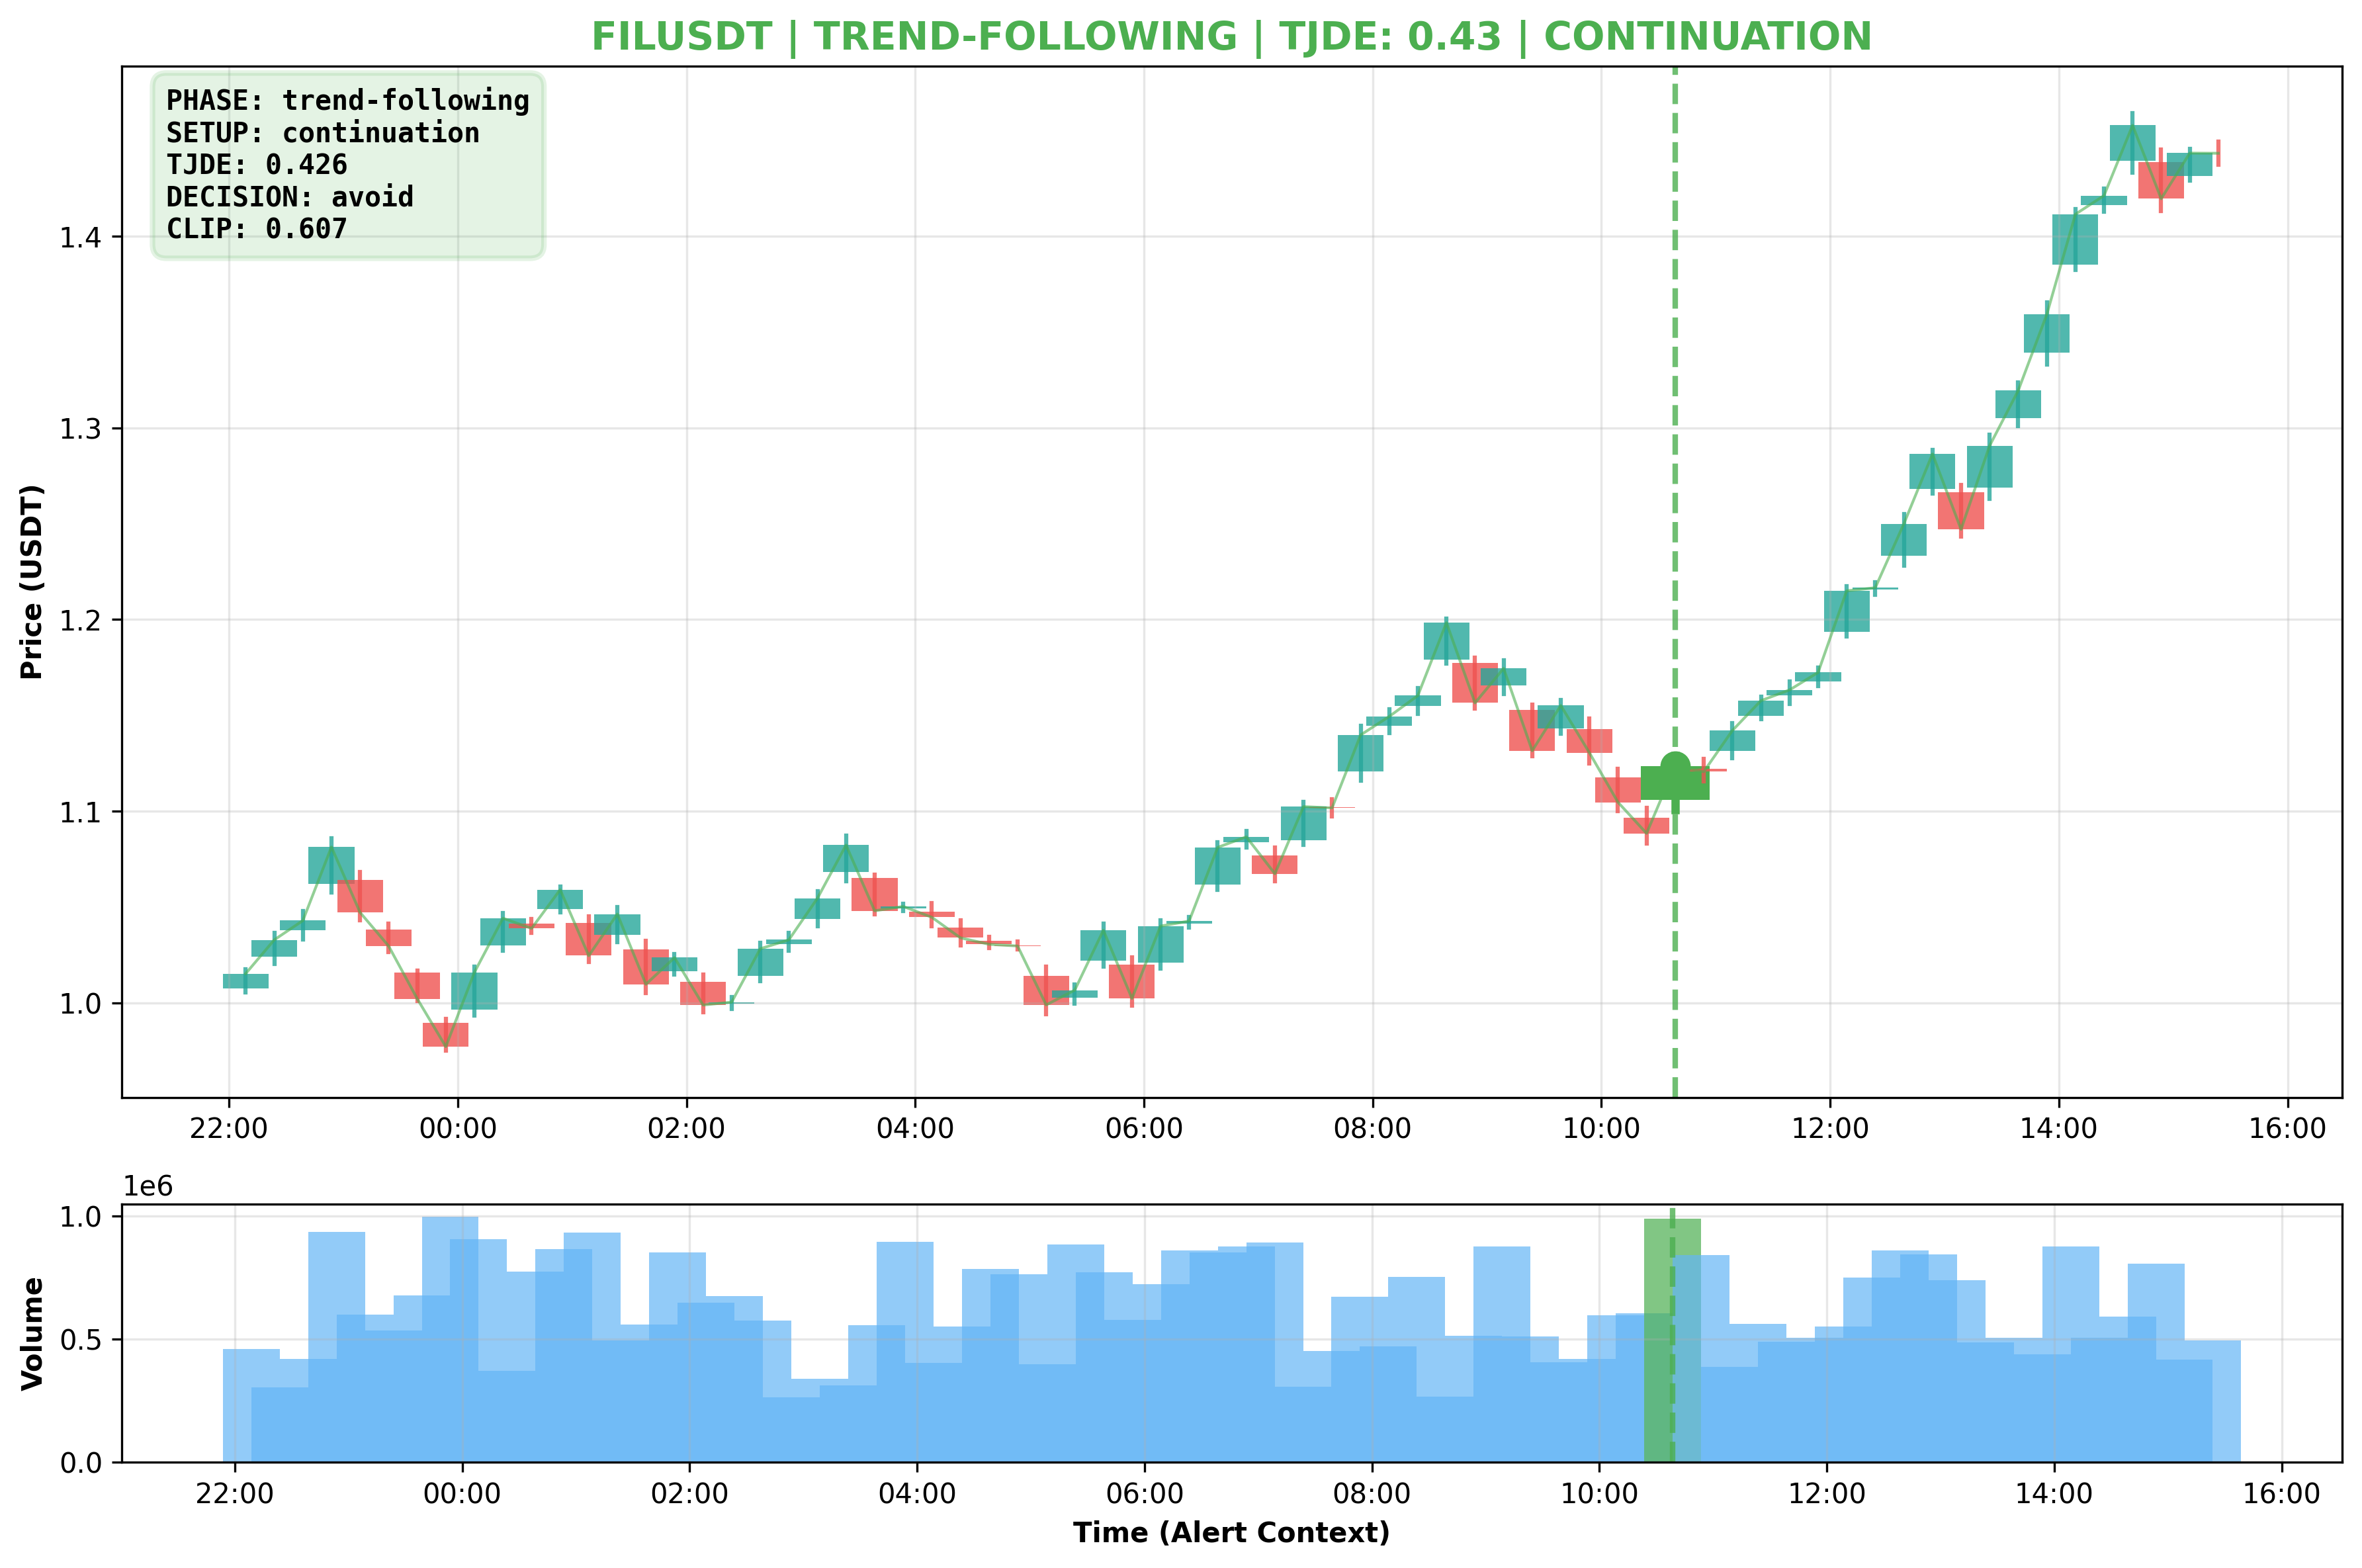 FILUSDT | TREND-FOLLOWING | TJDE: 0.43 | CONTINUATION
PHASE: trend-following
SETUP: continuation
TJDE: 0.426
DECISION: avoid
CLIP: 0.607
Price (USDT)
1.4
1.3
1.2
1.1
1.0
22:00 00:00 02:00 04:00 06:00 08:00 10:00 12:00 14:00 16:00
1e6
Volume
1.0
0.5
0.0
22:00 00:00 02:00 04:00 06:00 08:00 10:00 12:00 14:00 16:00
Time (Alert Context)